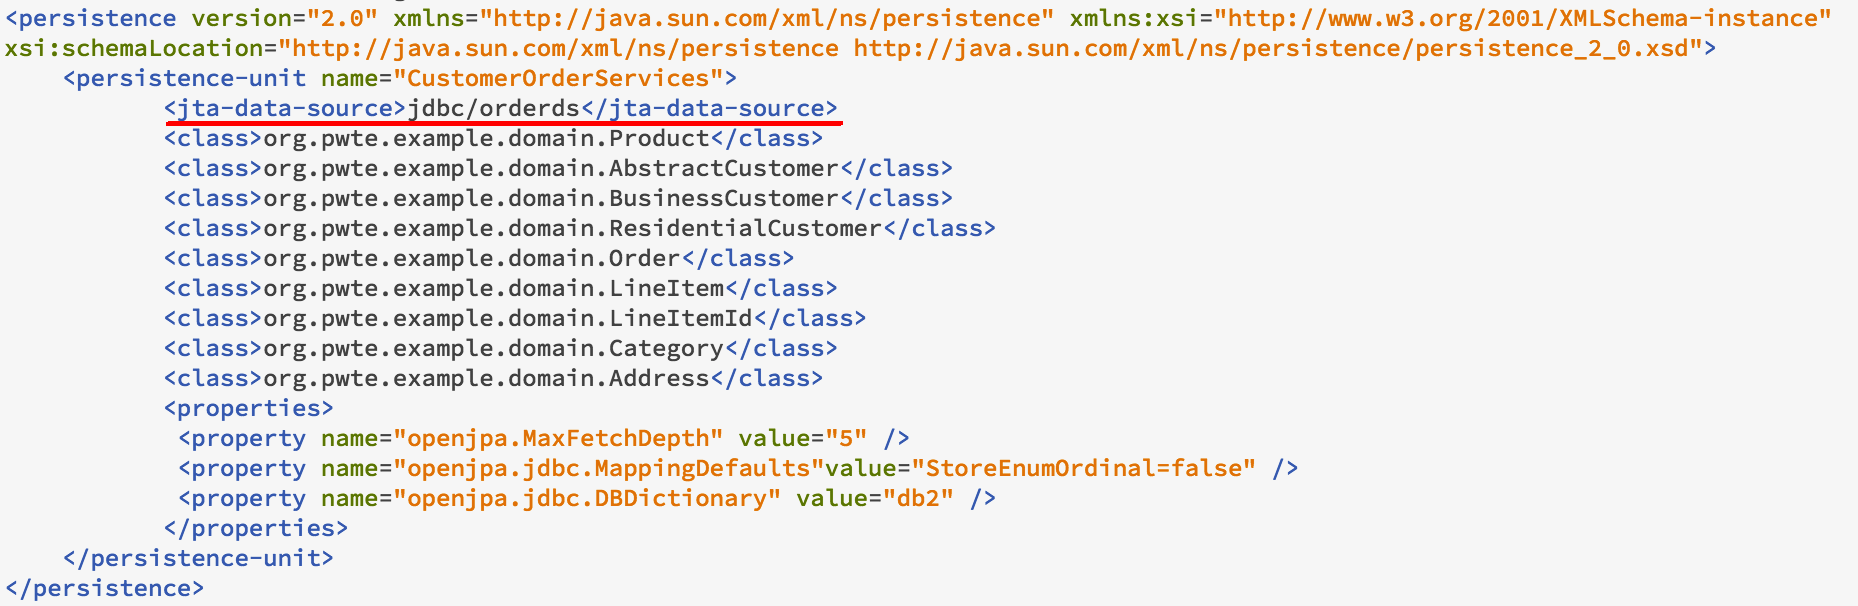 <persistence version="2.0" xmlns="http://java.sun.com/xml/ns/persistence" xmlns:xsi="http://www.w3.org/2001/XMLSchema-instance"
xsi:schemaLocation="http://java.sun.com/xml/ns/persistence http://java.sun.com/xml/ns/persistence/persistence_2_0.xsd">
<persistence-unit name="CustomerOrderServices">
<jta-data-source>jdbc/orderds</jta-data-source>
<class>org.pwte.example.domain.Product</class>
<class>org.pwte.example.domain.AbstractCustomer</class>
<class>org.pwte.example.domain.BusinessCustomer</class>
<class>org.pwte.example.domain.ResidentialCustomer</class>
<class>org.pwte.example.domain.Order</class>
<class>org.pwte.example.domain.LineItem</class>
<class>org.pwte.example.domain.LineItemId</class>
<class>org.pwte.example.domain.Category</class>
<class>org.pwte.example.domain.Address</class>
<properties>
<property name="openjpa.MaxFetchDepth" value="5" />
<property name="openjpa.jdbc.MappingDefaults"value="StoreEnumOrdinal=false" />
<property name="openjpa.jdbc.DBDictionary" value="db2" />
</properties>
</persistence-unit>
</persistence>